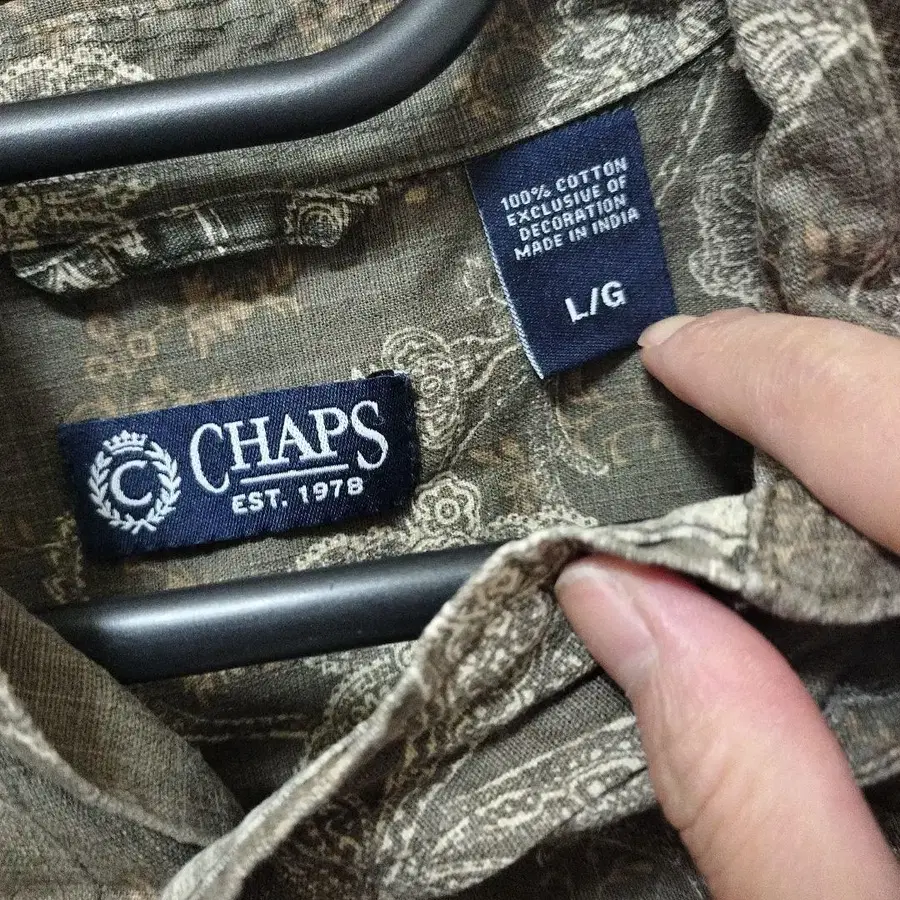 100% COTTON
EXCLUSIVE OF
DECORATION
MADE IN INDIA
L/G
C
CHAPS
EST. 1978